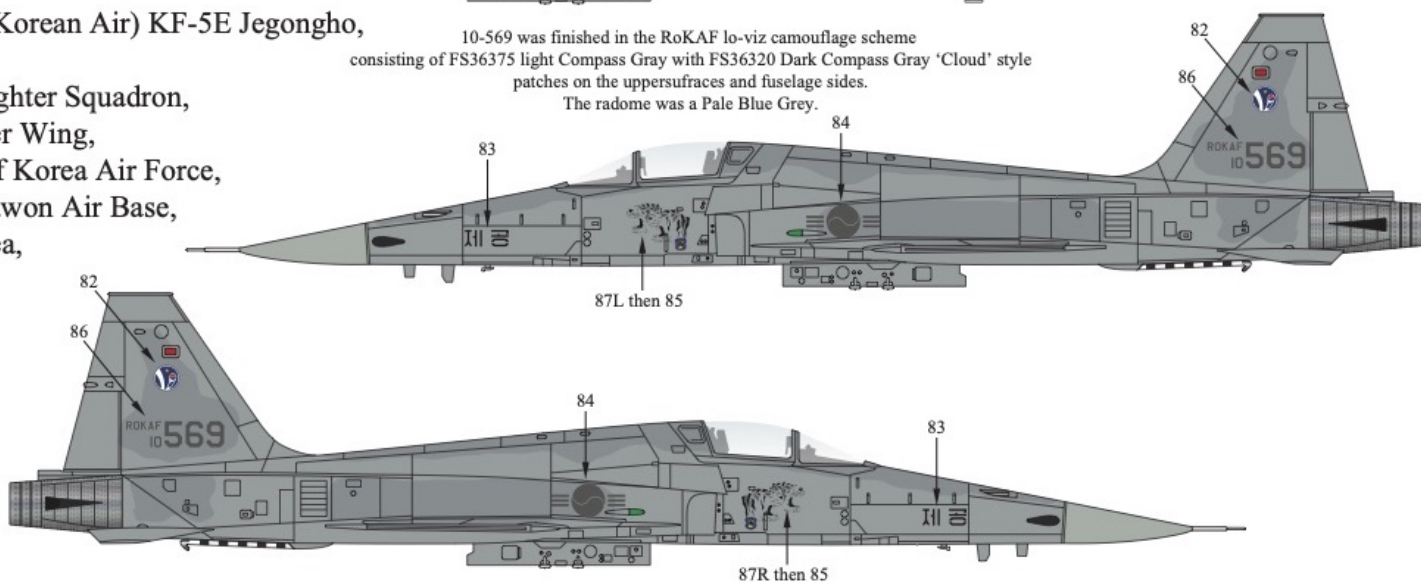 Korean Air) KF-5E Jegongho,
ghter Squadron,
er Wing,
f Korea Air Force,
won Air Base,
ea,
10-569 was finished in the RoKAF lo-viz camouflage scheme
consisting of FS36375 light Compass Gray with FS36320 Dark Compass Gray ‘Cloud’ style
patches on the uppersufraces and fuselage sides.
The radome was a Pale Blue Grey.
82
86
84
83
ROKAF
10 569
제 공
87L then 85
82
86
84
83
ROKAF
10 569
제 공
87R then 85